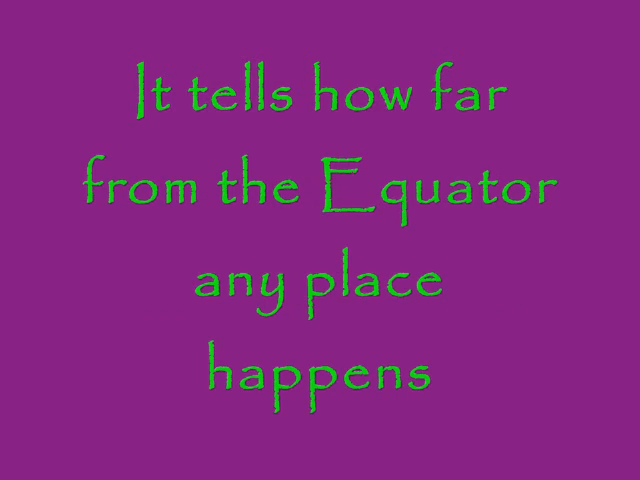 It tells how far
from the Equator
any place
happens